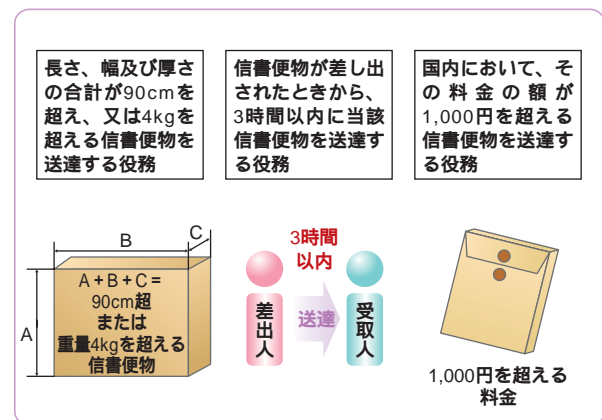 長さ、幅及び厚さ
の合計が90cmを
超え、又は4kgを
超える信書便物を
送達する役務
信書便物が差し出
されたときから、
3時間以内に当該
信書便物を送達す
る役務
国内において、そ
の料金の額が
1,000円を超える
信書便物を送達す
る役務
B
C
A
A+B+C=
90cm超
または
重量4kgを超える
信書便物
3時間
以内
差出人
送達
受取人
1,000円を超える
料金